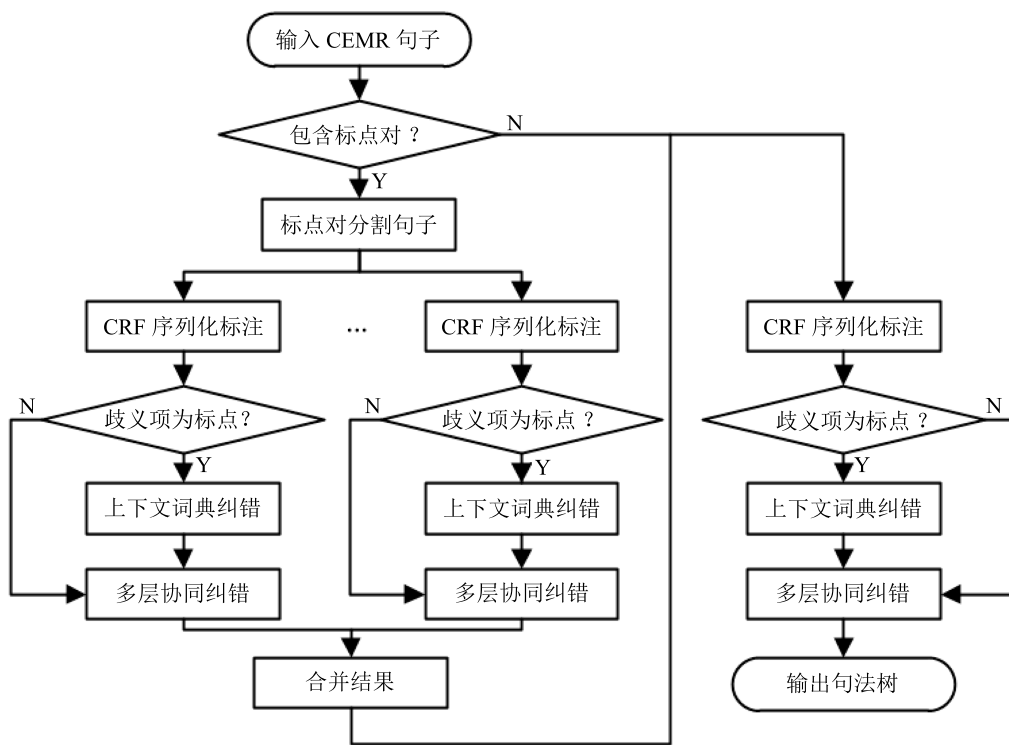 输入 CEMR 句子
包含标点对？
N
Y
标点对分割句子
CRF 序列化标注
...
CRF 序列化标注
CRF 序列化标注
N
歧义项为标点？
N
歧义项为标点？
歧义项为标点？
N
Y
Y
Y
上下文词典纠错
上下文词典纠错
上下文词典纠错
多层协同纠错
多层协同纠错
多层协同纠错
合并结果
输出句法树